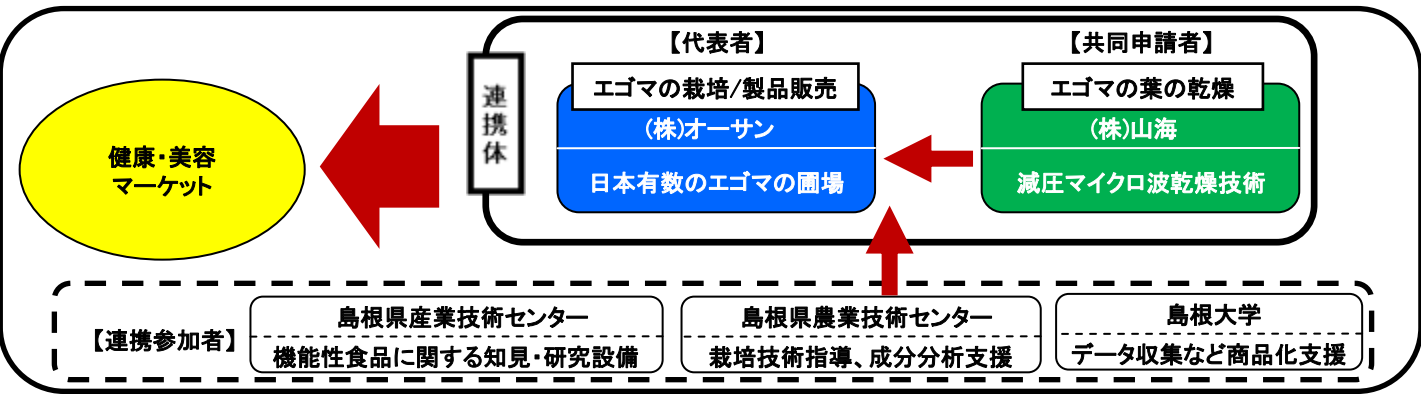 【代表者】
【共同申請者】
連携体
エゴマの栽培/製品販売
(株)オーサン
日本有数のエゴマの圃場
エゴマの葉の乾燥
(株)山海
減圧マイクロ波乾燥技術
健康・美容
マーケット
【連携参加者】
島根県産業技術センター
機能性食品に関する知見・研究設備
島根県農業技術センター
栽培技術指導、成分分析支援
島根大学
データ収集など商品化支援